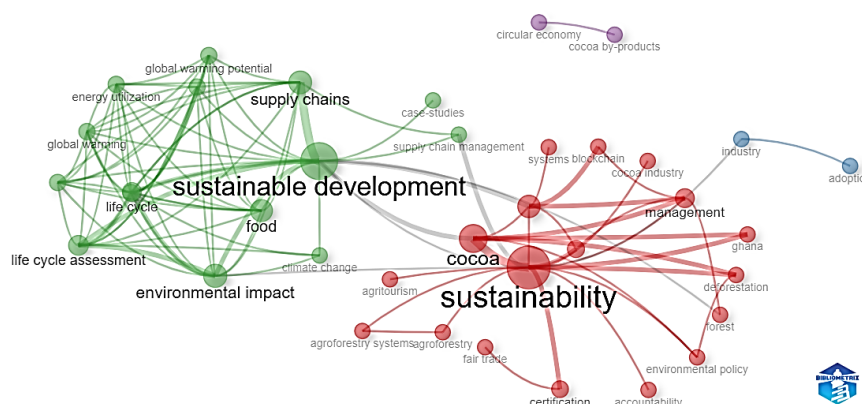 circular economy
cocoa by-products
global warming potential
energy utilization
supply chains
case-studies
global warming
supply chain management
systems
blockchain
cocoa industry
industry
adoptio
sustainable development
life cycle
food
management
life cycle assessment
climate change
cocoa
ghana
environmental impact
agritourism
sustainability
deforestation
forest
agroforestry systems
agroforestry
fair trade
environmental policy
certification
accountability
BIBLIOMETRIX